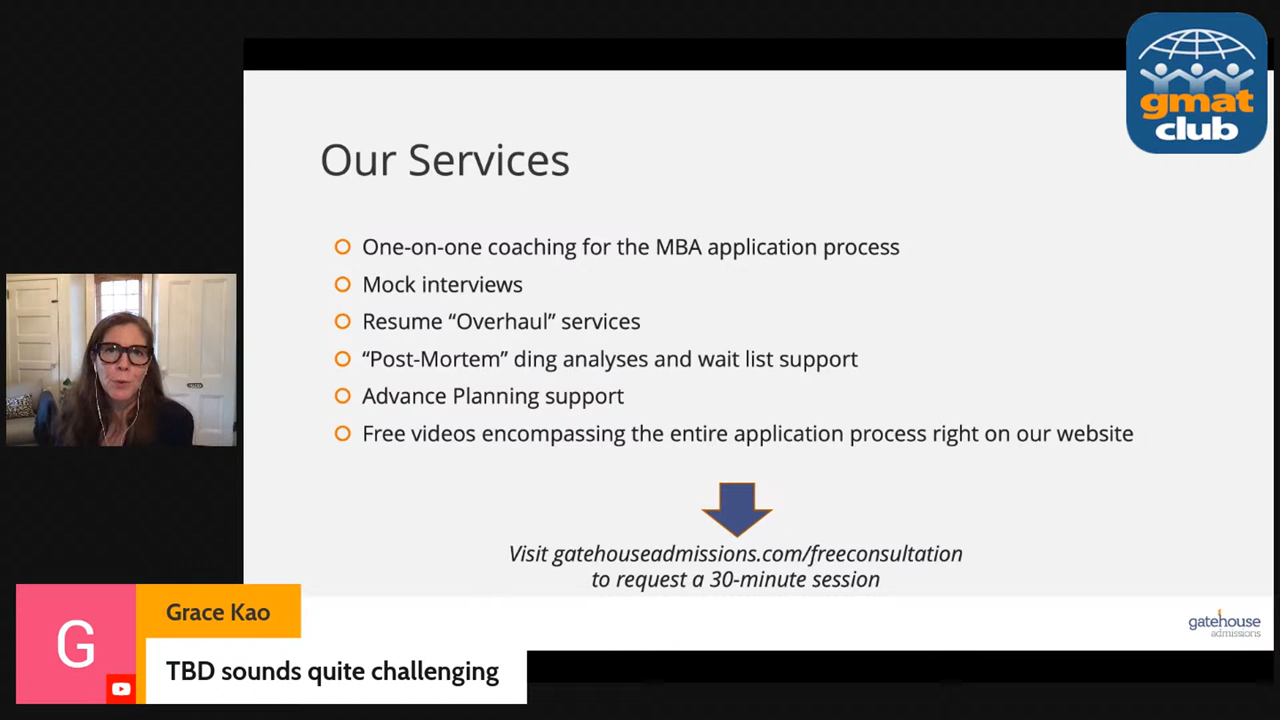 gmat
club
Our Services
One-on-one coaching for the MBA application process
Mock interviews
Resume “Overhaul” services
“Post-Mortem” ding analyses and wait list support
Advance Planning support
Free videos encompassing the entire application process right on our website
Visit gatehouseadmissions.com/freeconsultation
to request a 30-minute session
gatehouse
admissions
G
Grace Kao
TBD sounds quite challenging